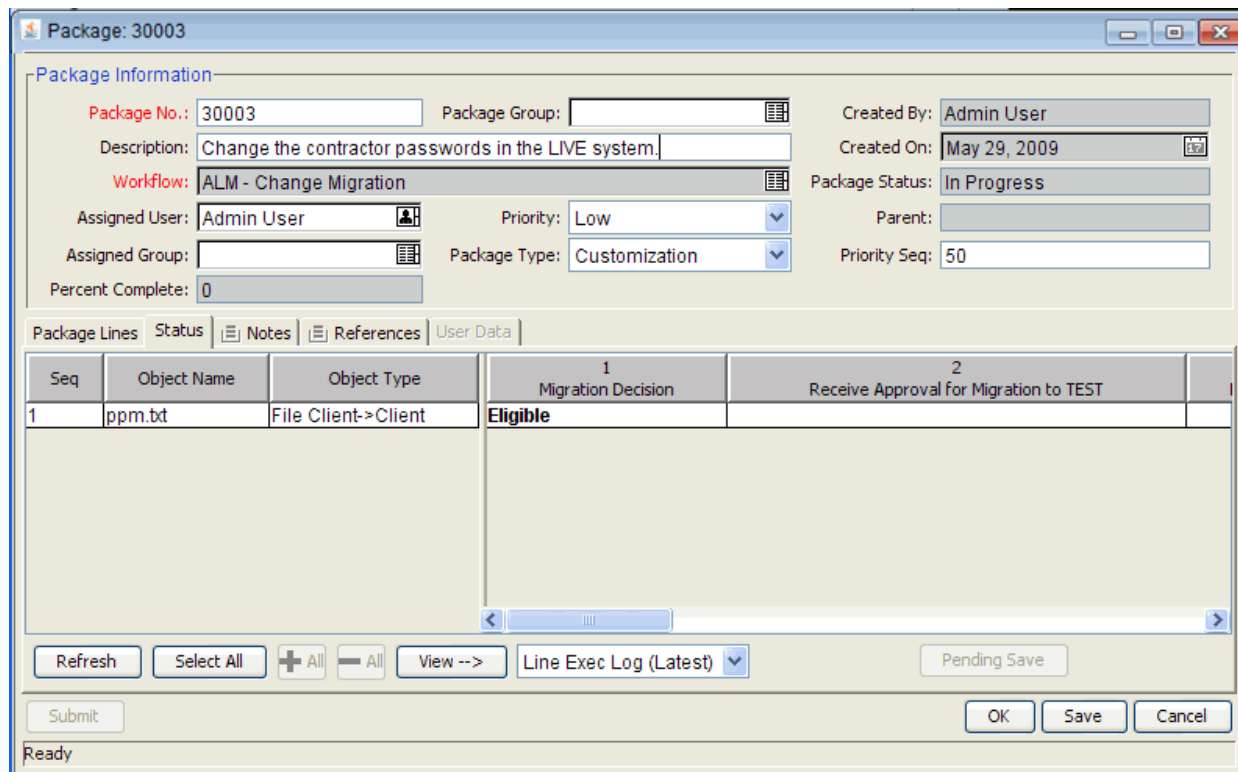 Package: 30003
Package Information
Package No.: 30003 Package Group: Created By: Admin User
Description: Change the contractor passwords in the LIVE system. Created On: May 29, 2009
Workflow: ALM - Change Migration Package Status: In Progress
Assigned User: Admin User Priority: Low Parent:
Assigned Group: Package Type: Customization Priority Seq: 50
Percent Complete: 0
Package Lines Status Notes References User Data
Seq Object Name Object Type 1 Migration Decision 2 Receive Approval for Migration to TEST
1 ppm.txt File Client->Client Eligible
Refresh Select All + All - All View --> Line Exec Log (Latest) Pending Save
Submit OK Save Cancel
Ready